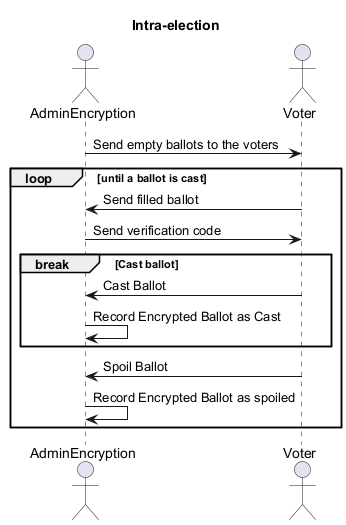 Intra-election
AdminEncryption Voter
Send empty ballots to the voters
loop [until a ballot is cast]
Send filled ballot
Send verification code
break [Cast ballot]
Cast Ballot
Record Encrypted Ballot as Cast
Spoil Ballot
Record Encrypted Ballot as spoiled
AdminEncryption Voter